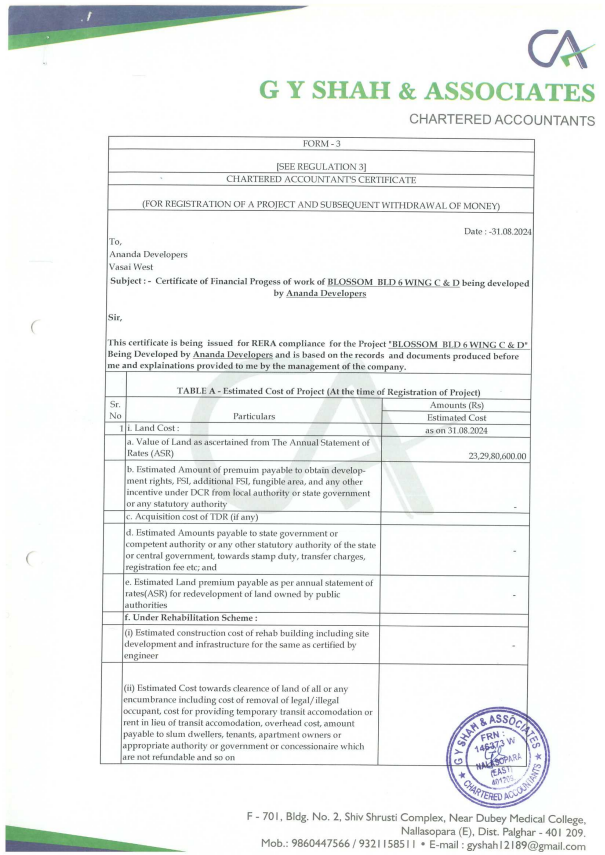 CA
G Y SHAH & ASSOCIATES
CHARTERED ACCOUNTANTS
FORM - 3
[SEE REGULATION 3]
CHARTERED ACCOUNTANT'S CERTIFICATE
(FOR REGISTRATION OF A PROJECT AND SUBSEQUENT WITHDRAWAL OF MONEY)
Date : -31.08.2024
To,
Ananda Developers
Vasai West
Subject : - Certificate of Financial Progess of work of BLOSSOM BLD 6 WING C & D being developed
by Ananda Developers
Sir,
This certificate is being issued for RERA compliance for the Project "BLOSSOM BLD 6 WING C & D"
Being Developed by Ananda Developers and is based on the records and documents produced before
me and explainations provided to me by the management of the company.
TABLE A - Estimated Cost of Project (At the time of Registration of Project)
Sr.
No
Particulars
Amounts (Rs)
Estimated Cost
1 i. Land Cost :
as on 31.08.2024
a. Value of Land as ascertained from The Annual Statement of
Rates (ASR)
23,29,80,600.00
b. Estimated Amount of premuim payable to obtain develop-
ment rights, FSI, additional FSI, fungible area, and any other
incentive under DCR from local authority or state government
or any statutory authority
-
c. Acquisition cost of TDR (if any)
d. Estimated Amounts payable to state government or
competent authority or any other statutory authority of the state
or central government, towards stamp duty, transfer charges,
registration fee etc; and
-
e. Estimated Land premium payable as per annual statement of
rates(ASR) for redevelopment of land owned by public
authorities
-
f. Under Rehabilitation Scheme :
(i) Estimated construction cost of rehab building including site
development and infrastructure for the same as certified by
engineer
-
(ii) Estimated Cost towards clearence of land of all or any
encumbrance including cost of removal of legal/illegal
occupant, cost for providing temporary transit accomodation or
rent in lieu of transit accomodation, overhead cost, amount
payable to slum dwellers, tenants, apartment owners or
appropriate authority or government or concessionaire which
are not refundable and so on
G Y SHAH & ASSOCIATES
FRN :
146373 W
NALASOPARA
(EAST)
401209
CHARTERED ACCOUNTANTS
F - 701, Bldg. No. 2, Shiv Shrusti Complex, Near Dubey Medical College,
Nallasopara (E), Dist. Palghar - 401 209.
Mob.: 9860447566 / 9321158511 • E-mail : gyshah12189@gmail.com